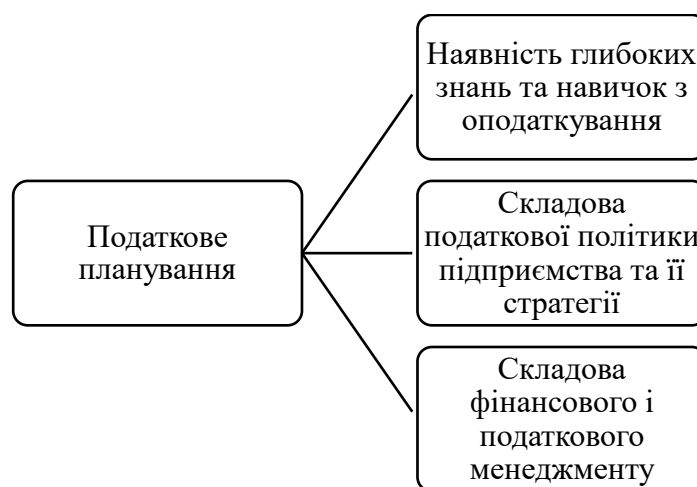 Податкове
планування
Наявність глибоких
знань та навичок з
оподаткування
Складова
податкової політики
підприємства та її
стратегії
Складова
фінансового і
податкового
менеджменту